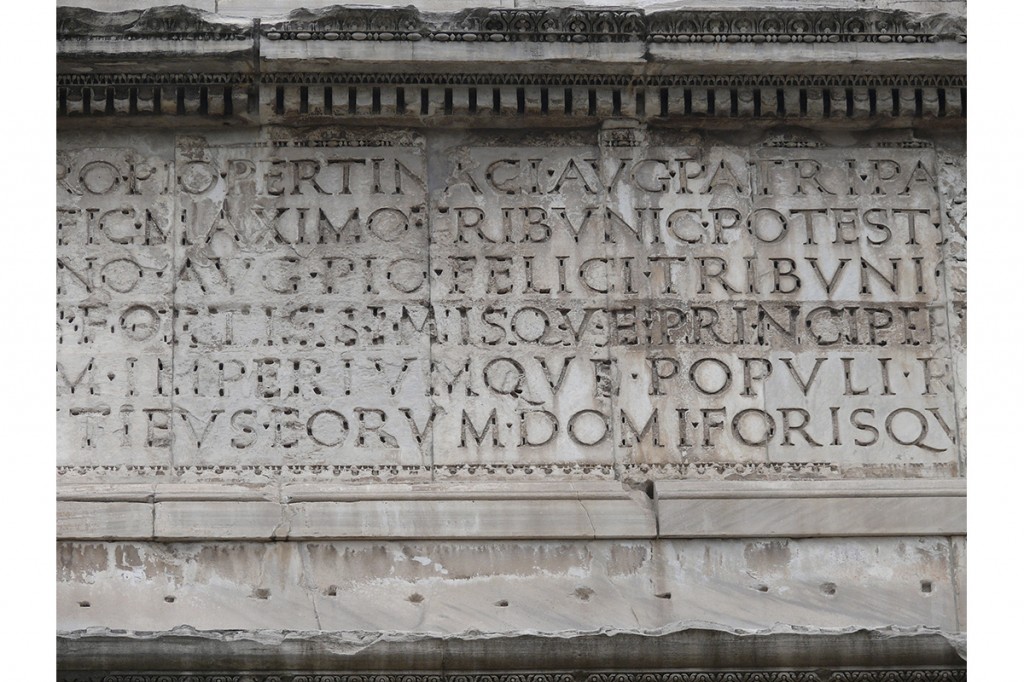 RO·PIO·PERTINACI·AVG·PATRI·PA
FIC·MAXIMO·TRIBVNIC·POTEST·
NO·AVG·PIO·FELICI·TRIBVNI
FORTISSIMISQVE·PRINCIPI
M·IMPERIVMQVE·POPVLI·R
TIBVS·EORVM·DOMI·FORISQV